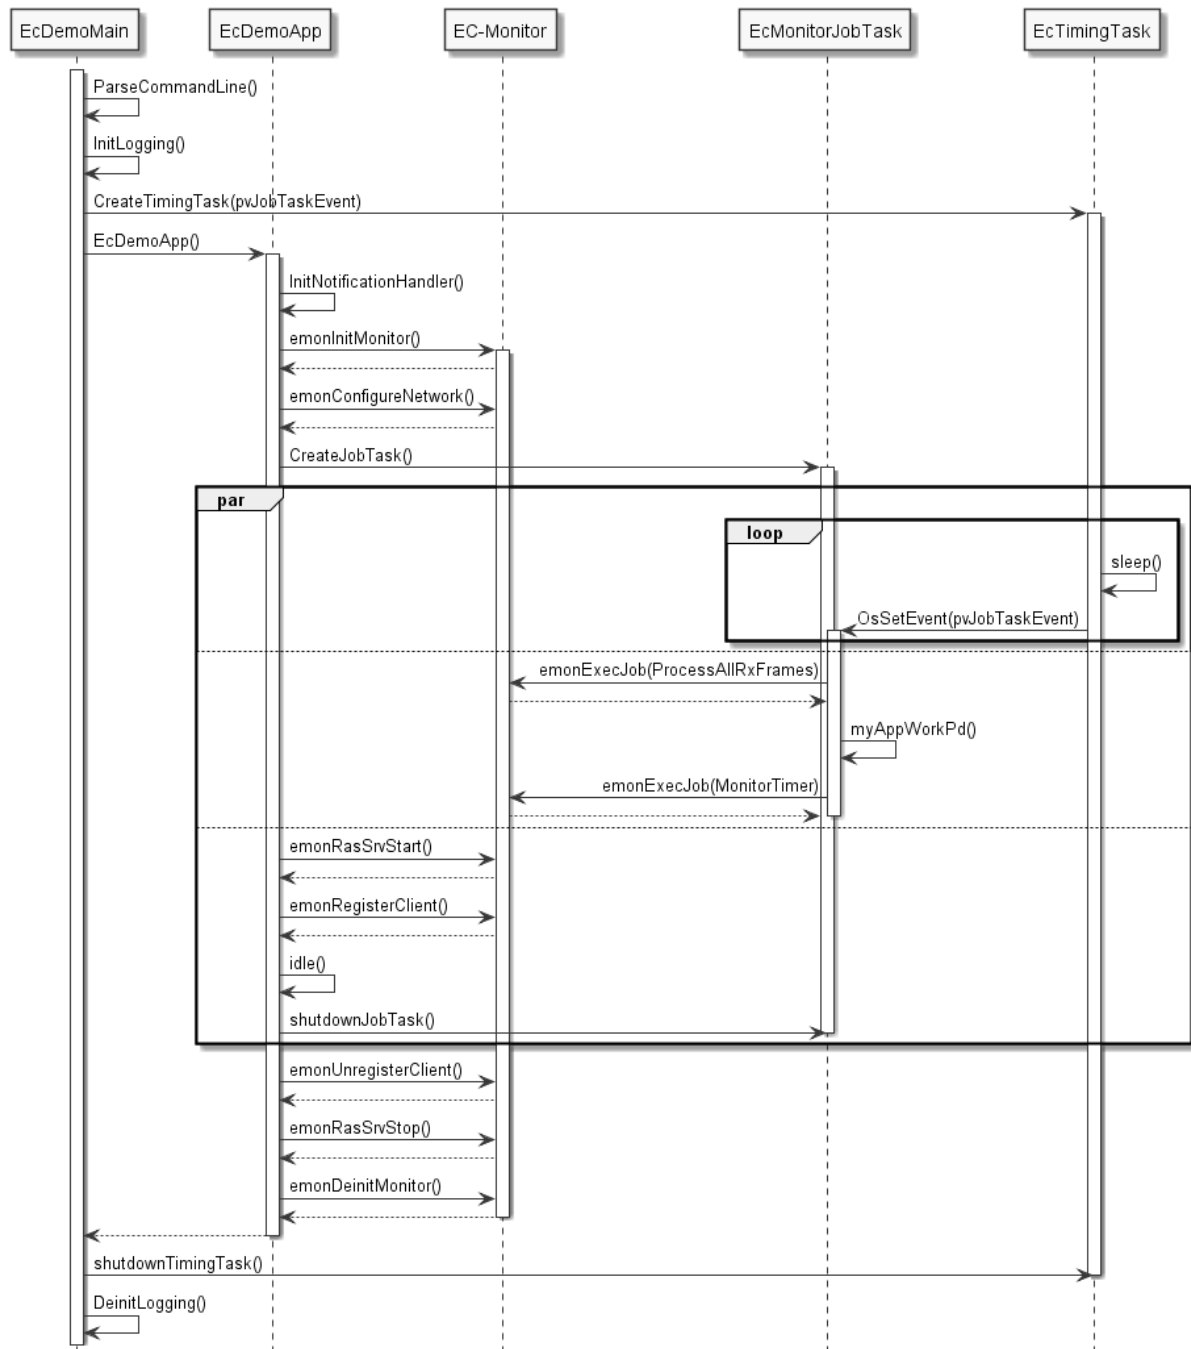 EcDemoMain
EcDemoApp
EC-Monitor
EcMonitorJobTask
EcTimingTask
ParseCommandLine()
InitLogging()
CreateTimingTask(pvJobTaskEvent)
EcDemoApp()
InitNotificationHandler()
emonInitMonitor()
emonConfigureNetwork()
CreateJobTask()
par
loop
sleep()
OsSetEvent(pvJobTaskEvent)
emonExecJob(ProcessAllRxFrames)
myAppWorkPd()
emonExecJob(MonitorTimer)
emonRasSrvStart()
emonRegisterClient()
idle()
shutdownJobTask()
emonUnregisterClient()
emonRasSrvStop()
emonDeinitMonitor()
shutdownTimingTask()
DeinitLogging()